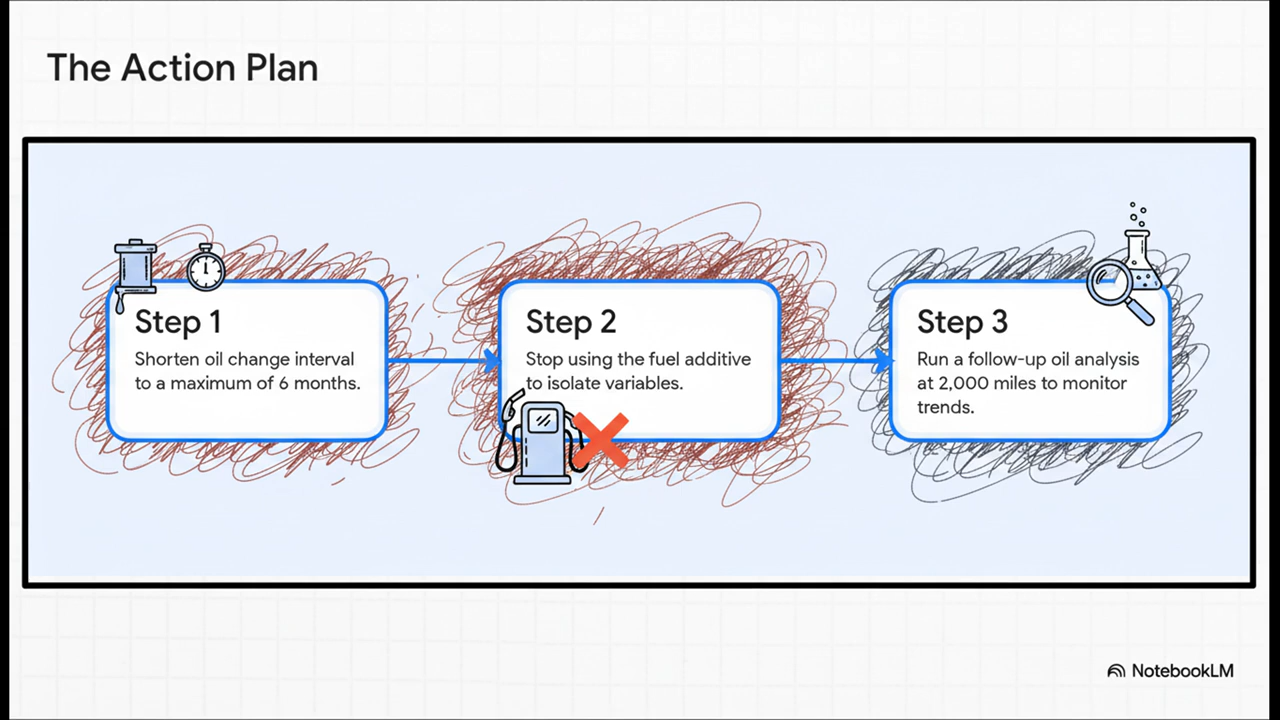 The Action Plan
Step 1
Shorten oil change interval
to a maximum of 6 months.
Step 2
Stop using the fuel additive
to isolate variables.
Step 3
Run a follow-up oil analysis
at 2,000 miles to monitor
trends.
NotebookLM